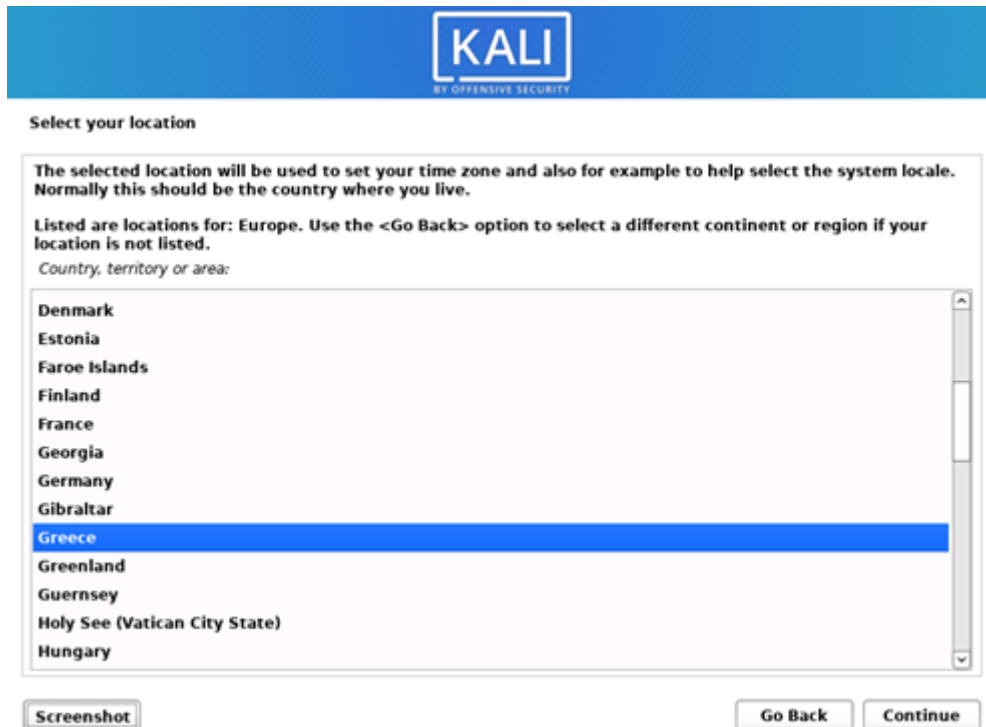 KALI
BY OFFENSIVE SECURITY
Select your location
The selected location will be used to set your time zone and also for example to help select the system locale.
Normally this should be the country where you live.
Listed are locations for: Europe. Use the <Go Back> option to select a different continent or region if your
location is not listed.
Country, territory or area:
Denmark
Estonia
Faroe Islands
Finland
France
Georgia
Germany
Gibraltar
Greece
Greenland
Guernsey
Holy See (Vatican City State)
Hungary
Screenshot
Go Back
Continue